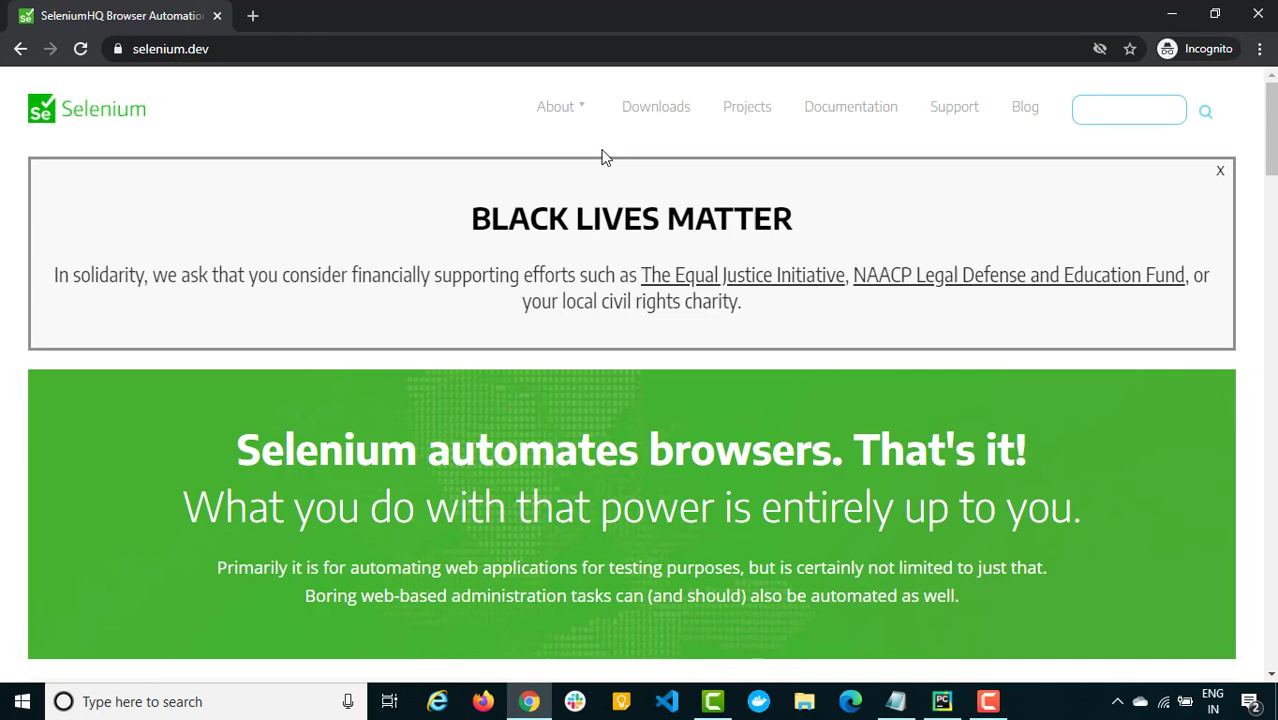 SeleniumHQ Browser Automatio
selenium.dev
Incognito
Se Selenium
About
Downloads
Projects
Documentation
Support
Blog
X
BLACK LIVES MATTER
In solidarity, we ask that you consider financially supporting efforts such as The Equal Justice Initiative, NAACP Legal Defense and Education Fund, or
your local civil rights charity.
Selenium automates browsers. That's it!
What you do with that power is entirely up to you.
Primarily it is for automating web applications for testing purposes, but is certainly not limited to just that.
Boring web-based administration tasks can (and should) also be automated as well.
Type here to search
PC
ENG
IN
2